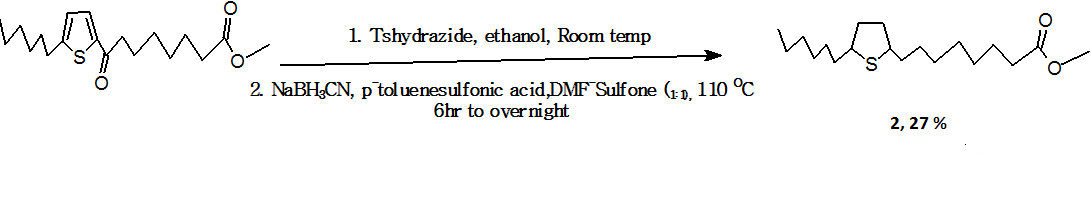 O
S
O
O
1. Tshydrazide, ethanol, Room temp
2. NaBH3CN, p-toluenesulfonic acid,DMF-Sulfone (1:1), 110 OC
6hr to overnight
O
S
O
2, 27 %